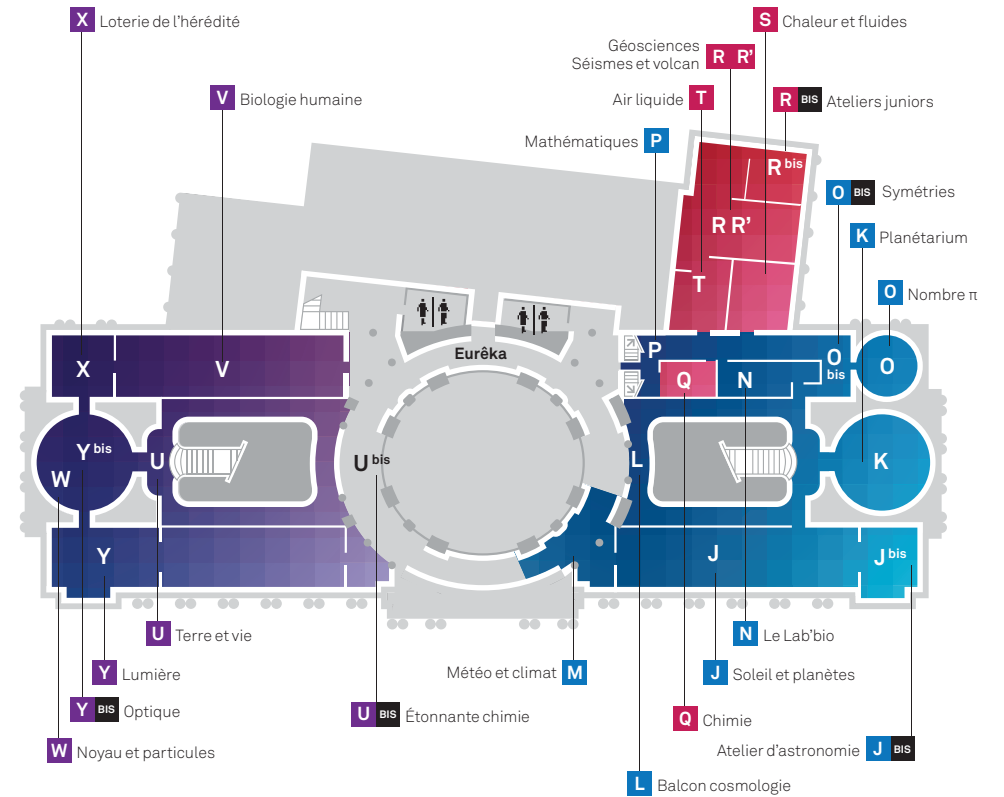 X Loterie de l'hérédité
S Chaleur et fluides
Géosciences
Séismes et volcan
R R'
V Biologie humaine
Air liquide T
R BIS Ateliers juniors
Mathématiques P
O BIS Symétries
K Planétarium
O Nombre π
R bis
R R'
T
Eurêka
X
V
P
Q
N
O bis
O
W
Y bis
U
U bis
L
K
Y
J
J bis
U Terre et vie
N Le Lab'bio
Y Lumière
Météo et climat M
J Soleil et planètes
Y BIS Optique
U BIS Étonnante chimie
Q Chimie
W Noyau et particules
Atelier d'astronomie J BIS
L Balcon cosmologie